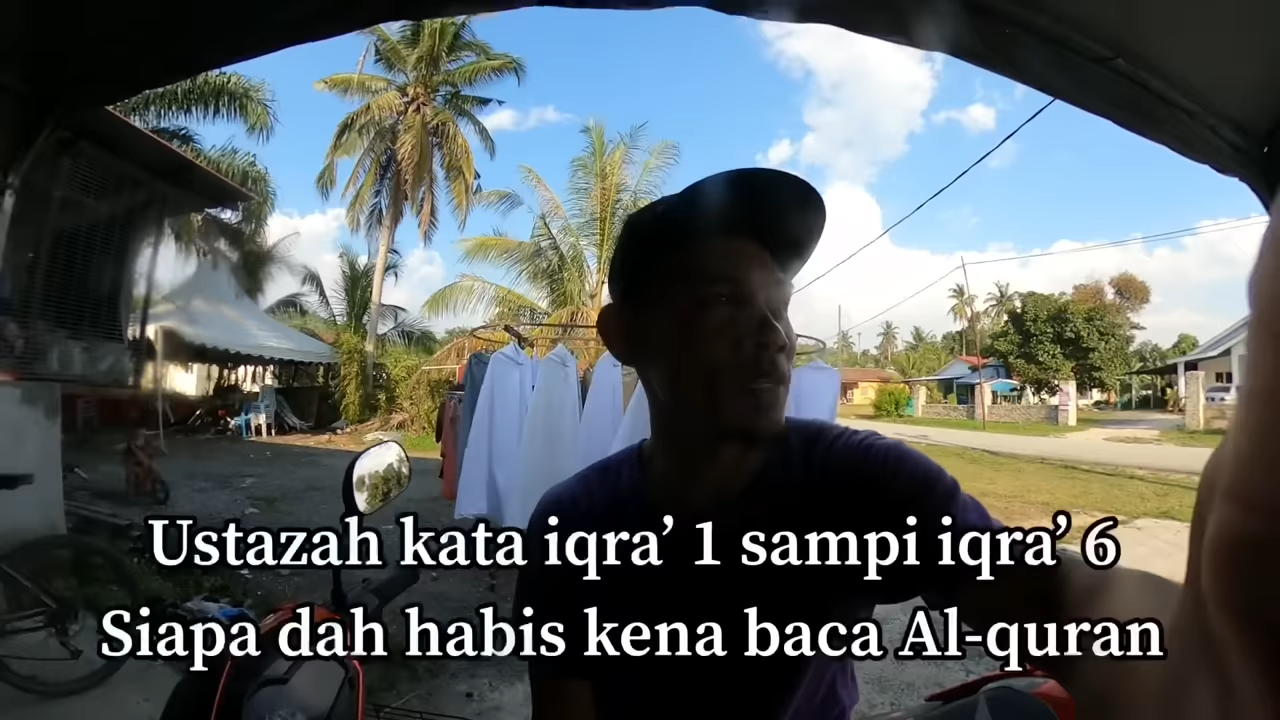 Ustazah kata iqra’ 1 sampi iqra’ 6
Siapa dah habis kena baca Al-quran